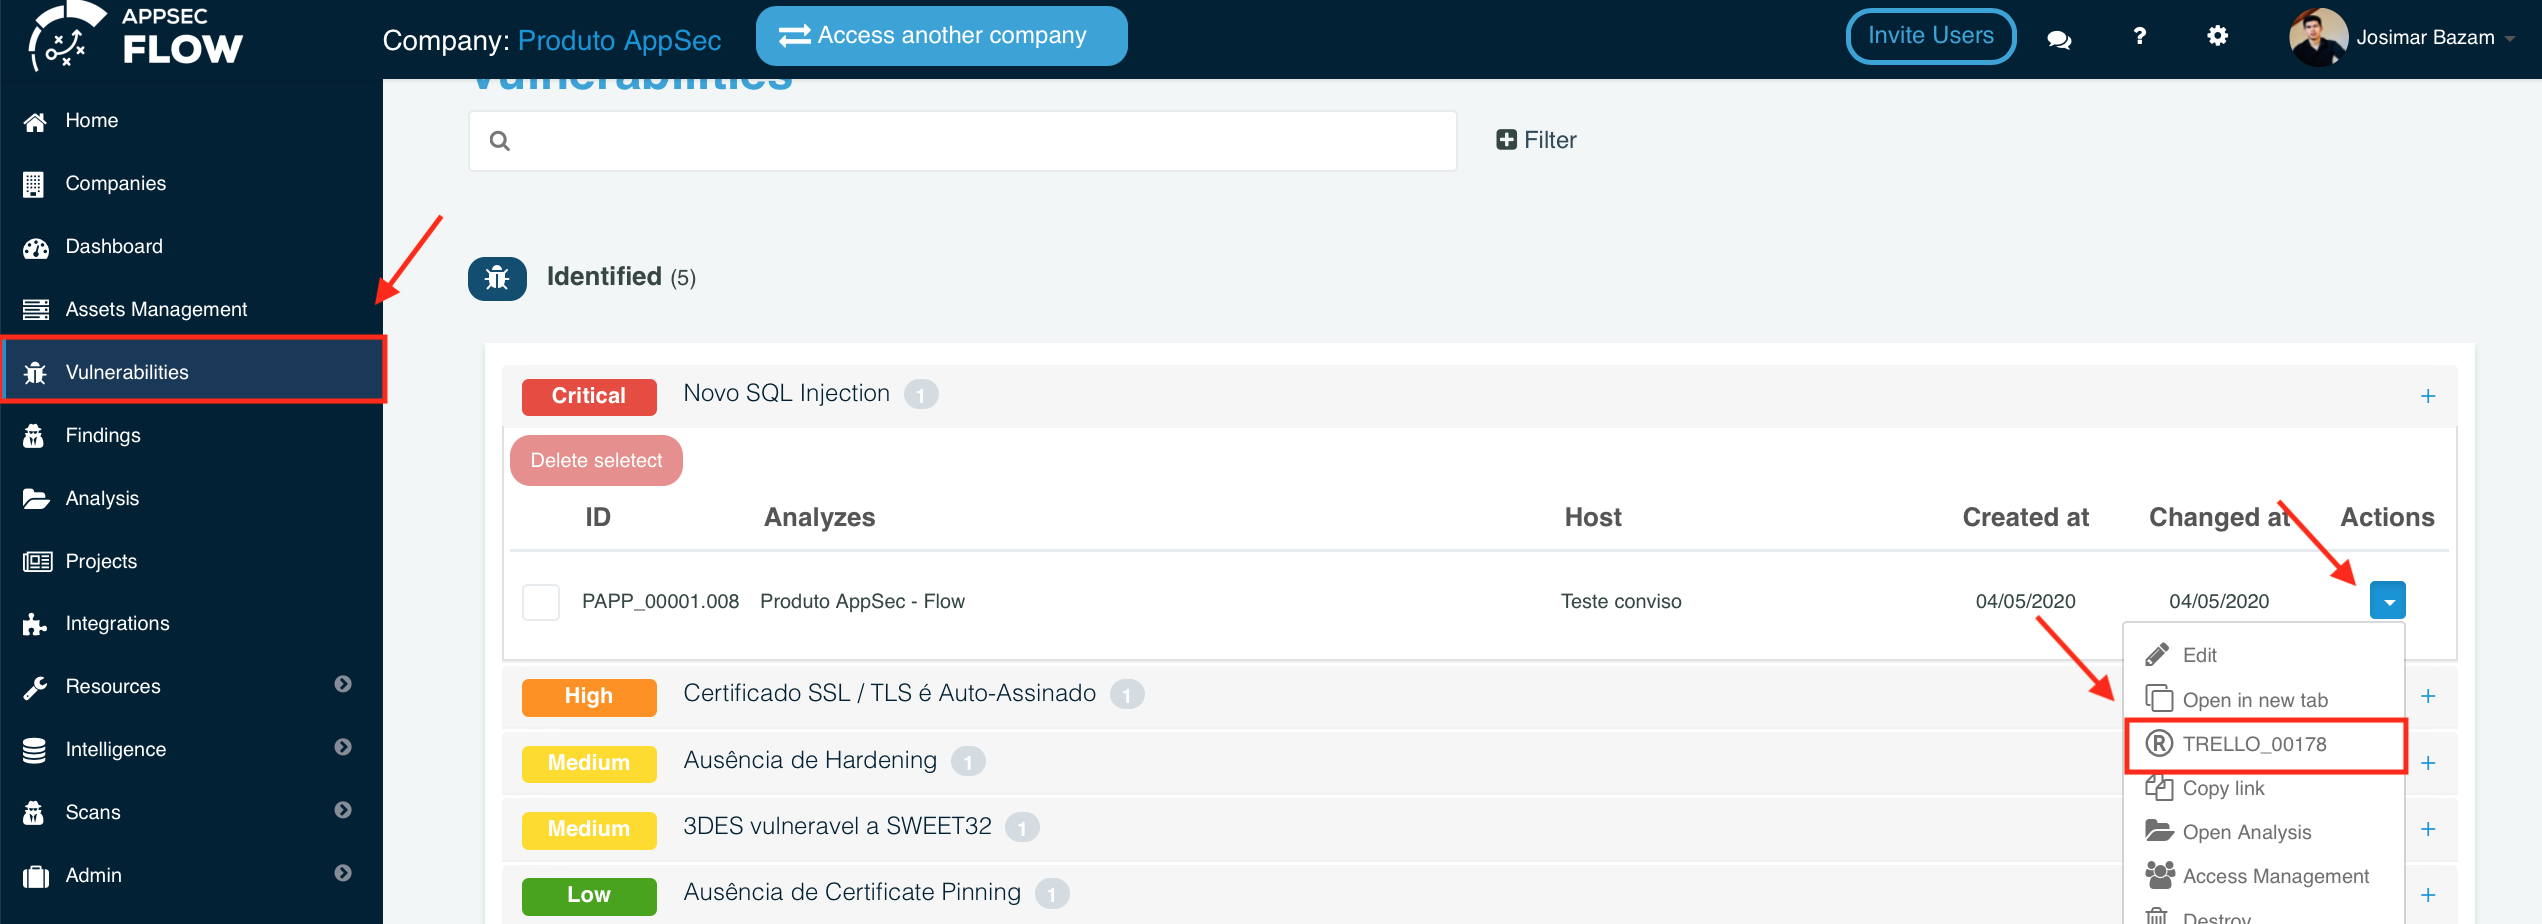 APPSEC
FLOW
Company: Produto AppSec
Access another company
Invite Users
?
Josimar Bazam
Home
Companies
Dashboard
Assets Management
Vulnerabilities
Findings
Analysis
Projects
Integrations
Resources
Intelligence
Scans
Admin
Vulnerabilities
Filter
Identified (5)
Critical Novo SQL Injection 1 +
Delete seletect
ID Analyzes Host Created at Changed at Actions
PAPP_00001.008 Produto AppSec - Flow Teste conviso 04/05/2020 04/05/2020
Edit
Open in new tab
TRELLO_00178
Copy link
Open Analysis
Access Management
Destroy
High Certificado SSL / TLS é Auto-Assinado 1 +
Medium Ausência de Hardening 1 +
Medium 3DES vulneravel a SWEET32 1 +
Low Ausência de Certificate Pinning 1 +